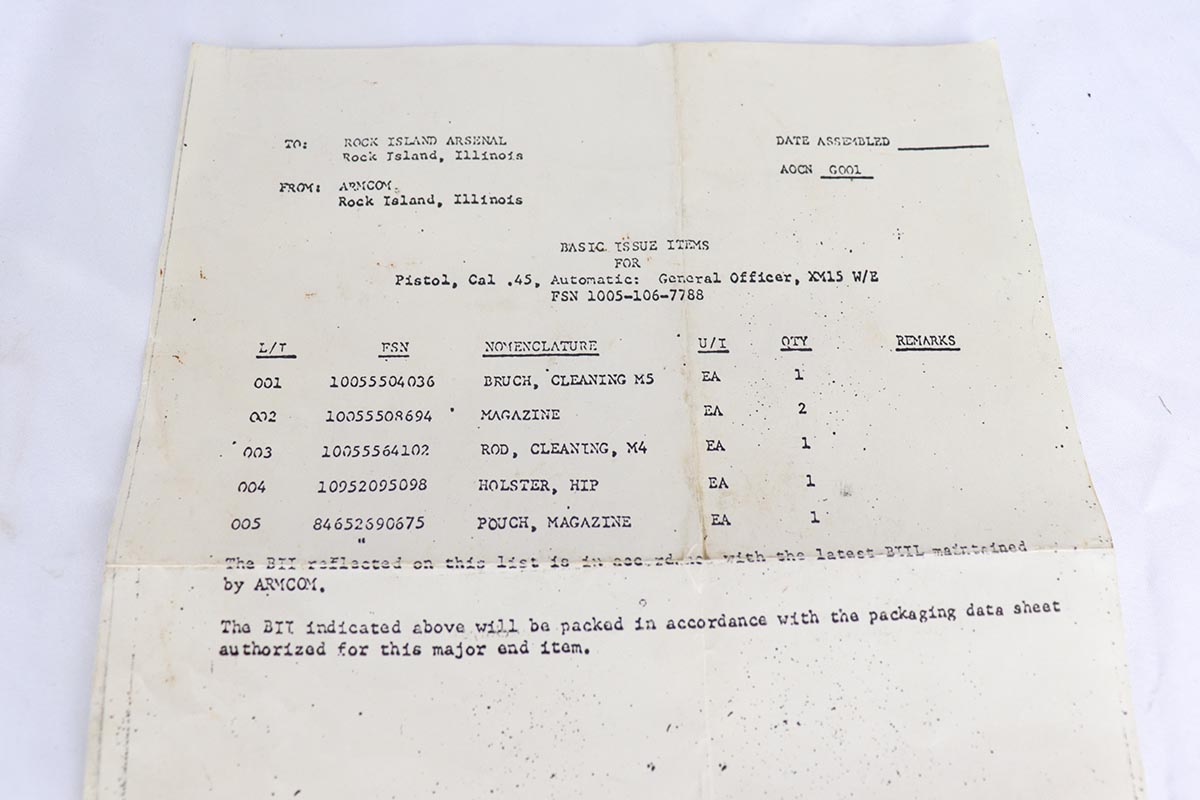 TO: ROCK ISLAND ARSENAL
Rock Island, Illinois
DATE ASSEMBLED
AOCN G001
FROM: ARMCOM.
Rock Island, Illinois
BASIC ISSUE ITEMS
FOR
Pistol, Cal .45, Automatic: General Officer, XM15 W/E
FSN 1005-106-7788
L/I FSN NOMENCLATURE U/I QTY REMARKS
001 10055504036 BRUCH, CLEANING M5 EA 1
002 10055508694 MAGAZINE EA 2
003 10055564102 ROD, CLEANING, M4 EA 1
004 10952095098 HOLSTER, HIP EA 1
005 84652690675 POUCH, MAGAZINE EA 1
The BII reflected on this list is in accordance with the latest BIIL maintained
by ARMCOM.
The BII indicated above will be packed in accordance with the packaging data sheet
authorized for this major end item.